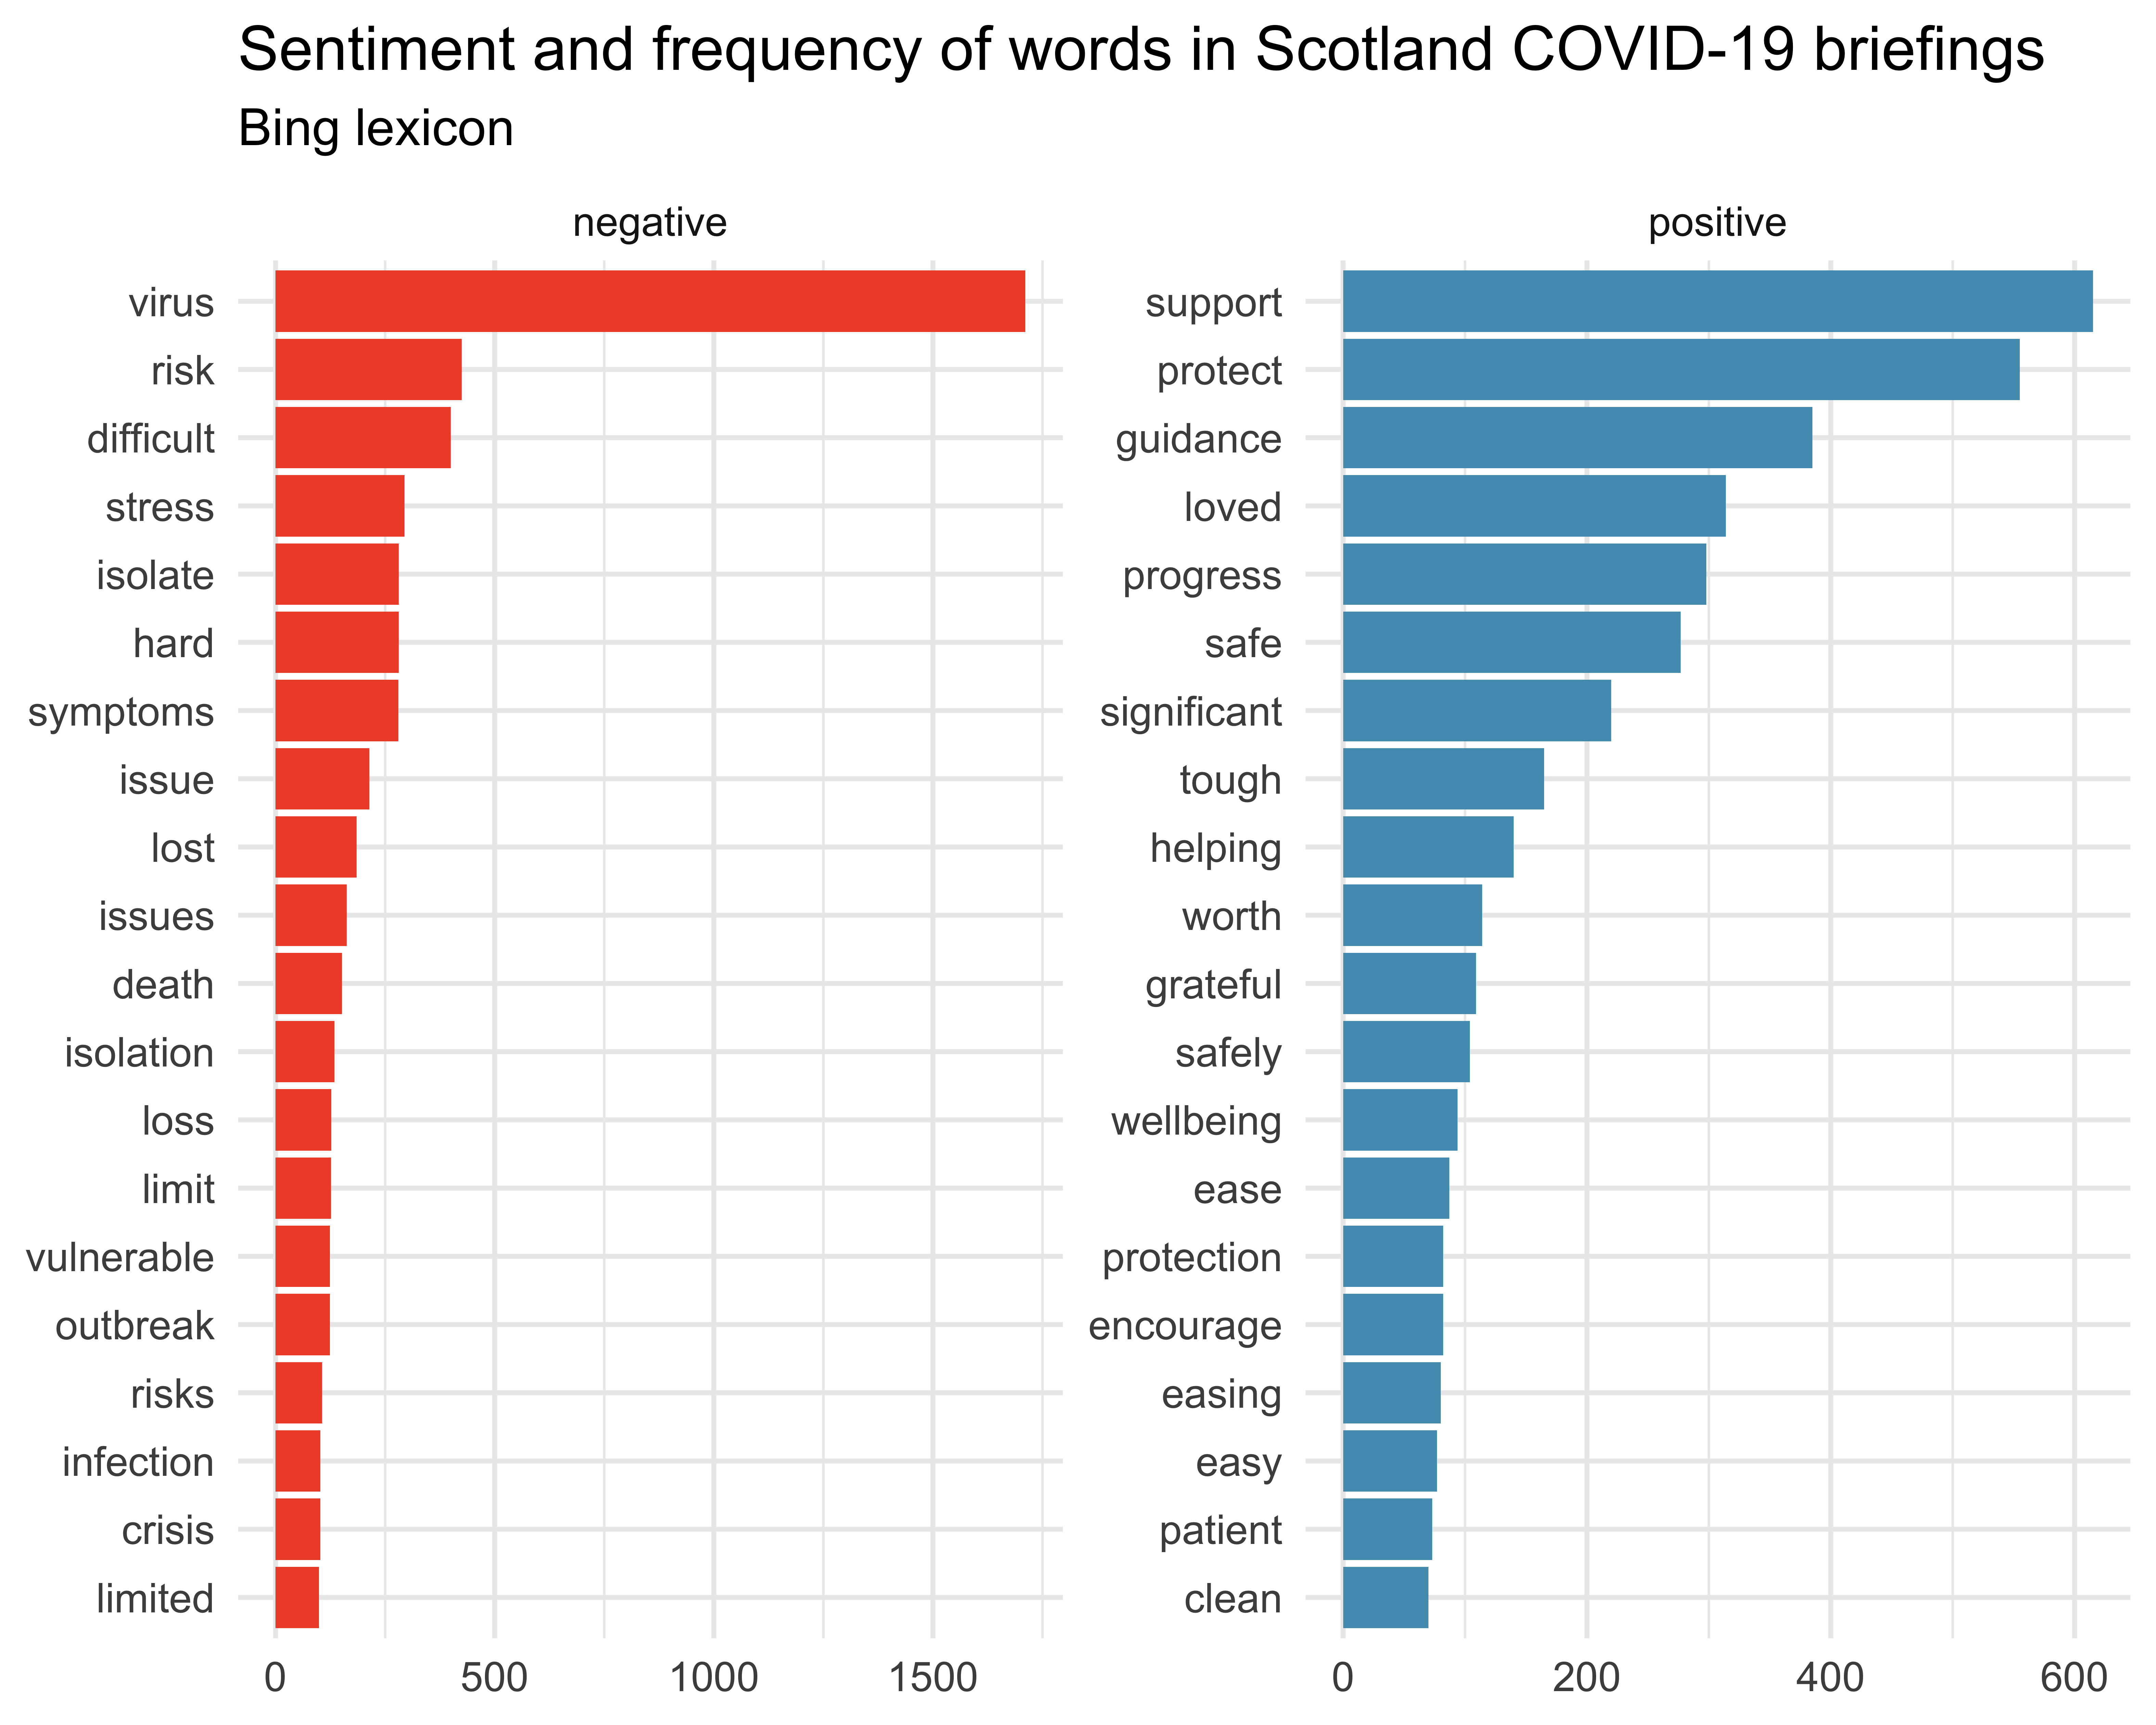 Sentiment and frequency of words in Scotland COVID-19 briefings
Bing lexicon
negative
virus
risk
difficult
stress
isolate
hard
symptoms
issue
lost
issues
death
isolation
loss
limit
vulnerable
outbreak
risks
infection
crisis
limited
0 500 1000 1500
positive
support
protect
guidance
loved
progress
safe
significant
tough
helping
worth
grateful
safely
wellbeing
ease
protection
encourage
easing
easy
patient
clean
0 200 400 600